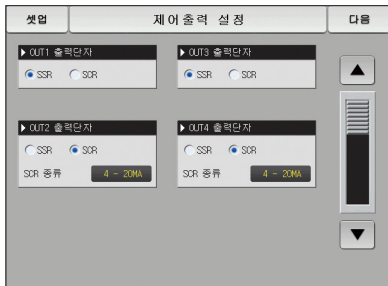 셋업 제어출력 설정 다음
▶ OUT1 출력단자 ▶ OUT3 출력단자
SSR SCR SSR SCR
▶ OUT2 출력단자 ▶ OUT4 출력단자
SSR SCR SSR SCR
SCR 종류 4 - 20MA SCR 종류 4 - 20MA